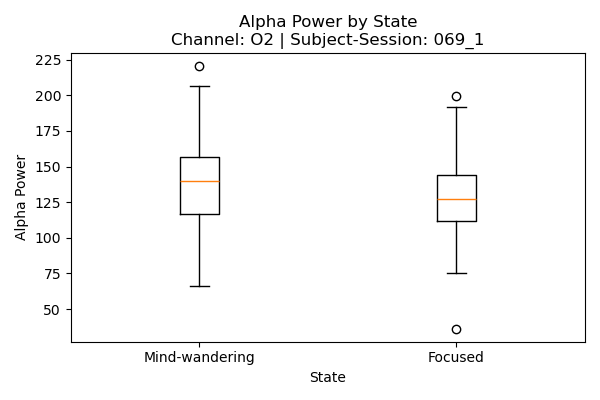 Alpha Power by State
Channel: O2 | Subject-Session: 069_1
225
200
175
150
125
100
75
50
Alpha Power
Mind-wandering
Focused
State